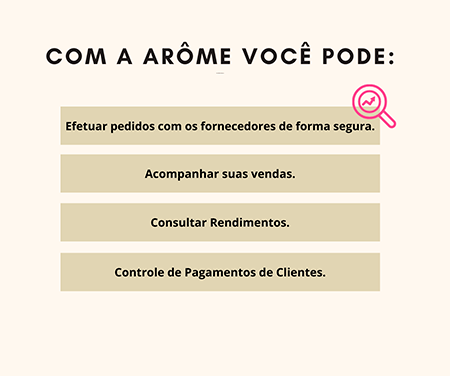 COM A ARÔME VOCÊ PODE:
Efetuar pedidos com os fornecedores de forma segura.
Acompanhar suas vendas.
Consultar Rendimentos.
Controle de Pagamentos de Clientes.